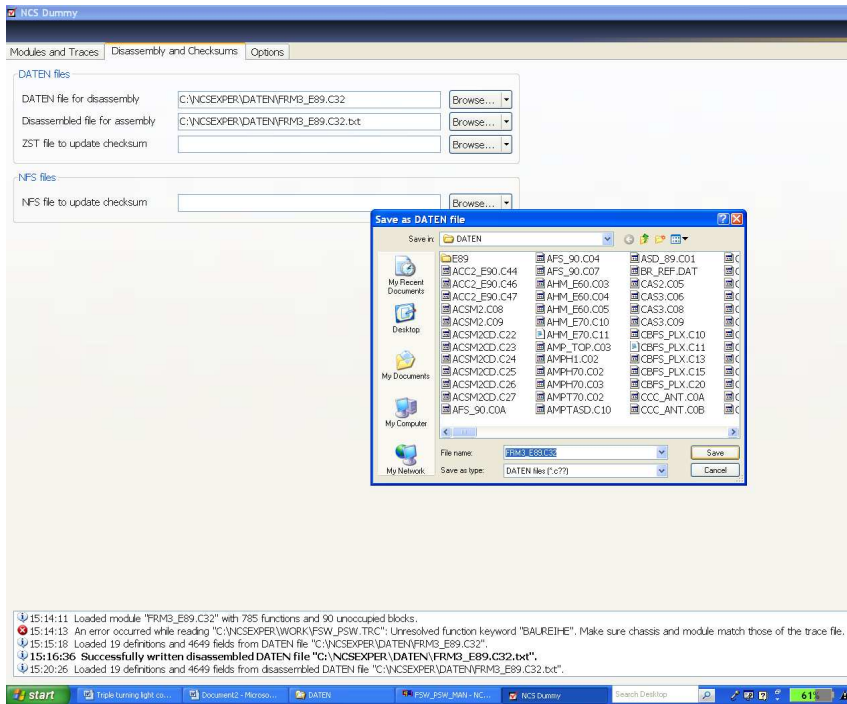 NCS Dummy
Modules and Traces
Disassembly and Checksums
Options
DATEN files
DATEN file for disassembly
C:\NCSEXPER\DATEN\FRM3_E89.C32
Browse...
Disassembled file for assembly
C:\NCSEXPER\DATEN\FRM3_E89.C32.txt
Browse...
ZST file to update checksum
Browse...
NFS files
NFS file to update checksum
Browse...
Save as DATEN file
Save in:
DATEN
My Recent
Documents
Desktop
My Documents
My Computer
My Network
E89
ACC2_E90.C44
ACC2_E90.C46
ACC2_E90.C47
ACSM2.C08
ACSM2.C09
ACSM2CD.C22
ACSM2CD.C23
ACSM2CD.C24
ACSM2CD.C25
ACSM2CD.C26
ACSM2CD.C27
AFS_90.C0A
AFS_90.C04
AFS_90.C07
AHM_E60.C03
AHM_E60.C04
AHM_E60.C05
AHM_E70.C10
AHM_E70.C11
AMP_TOP.C03
AMPH1.C02
AMPH70.C02
AMPH70.C03
AMPT70.C02
AMPTASD.C10
ASD_89.C01
BR_REF.DAT
CAS2.C05
CAS3.C06
CAS3.C08
CAS3.C09
CBFS_PLX.C10
CBFS_PLX.C11
CBFS_PLX.C13
CBFS_PLX.C15
CBFS_PLX.C20
CCC_ANT.C0A
CCC_ANT.C0B
File name:
FRM3_E89.C32
Save
Save as type:
DATEN files (*.c??)
Cancel
15:14:11 Loaded module "FRM3_E89.C32" with 785 functions and 90 unoccupied blocks.
15:14:13 An error occurred while reading "C:\NCSEXPER\WORK\FSW_PSW.TRC": Unresolved function keyword "BAUREIHE". Make sure chassis and module match those of the trace file.
15:15:18 Loaded 19 definitions and 4649 fields from DATEN file "C:\NCSEXPER\DATEN\FRM3_E89.C32".
15:16:36 Successfully written disassembled DATEN file "C:\NCSEXPER\DATEN\FRM3_E89.C32.txt".
15:20:26 Loaded 19 definitions and 4649 fields from disassembled DATEN file "C:\NCSEXPER\DATEN\FRM3_E89.C32.txt".
start
Triple turning light co...
Document2 - Microso...
DATEN
FSW_PSW_MAN - NC...
NCS Dummy
Search Desktop
61%